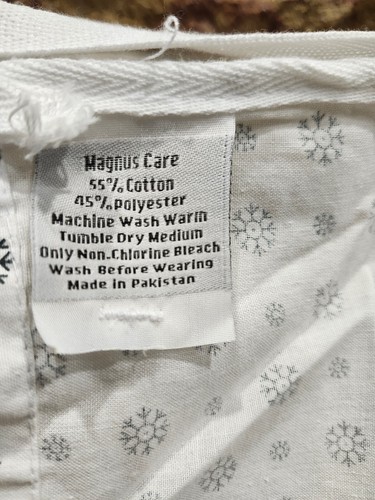 Magnus Care
55% Cotton
45% polyester
Machine Wash Warm
Tumble Dry Medium
Only Non-Chlorine Bleach
Wash Before Wearing
Made in Pakistan